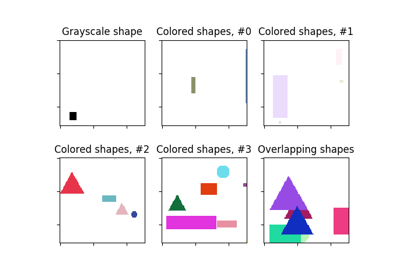 Grayscale shape
Colored shapes, #0
Colored shapes, #1
Colored shapes, #2
Colored shapes, #3
Overlapping shapes